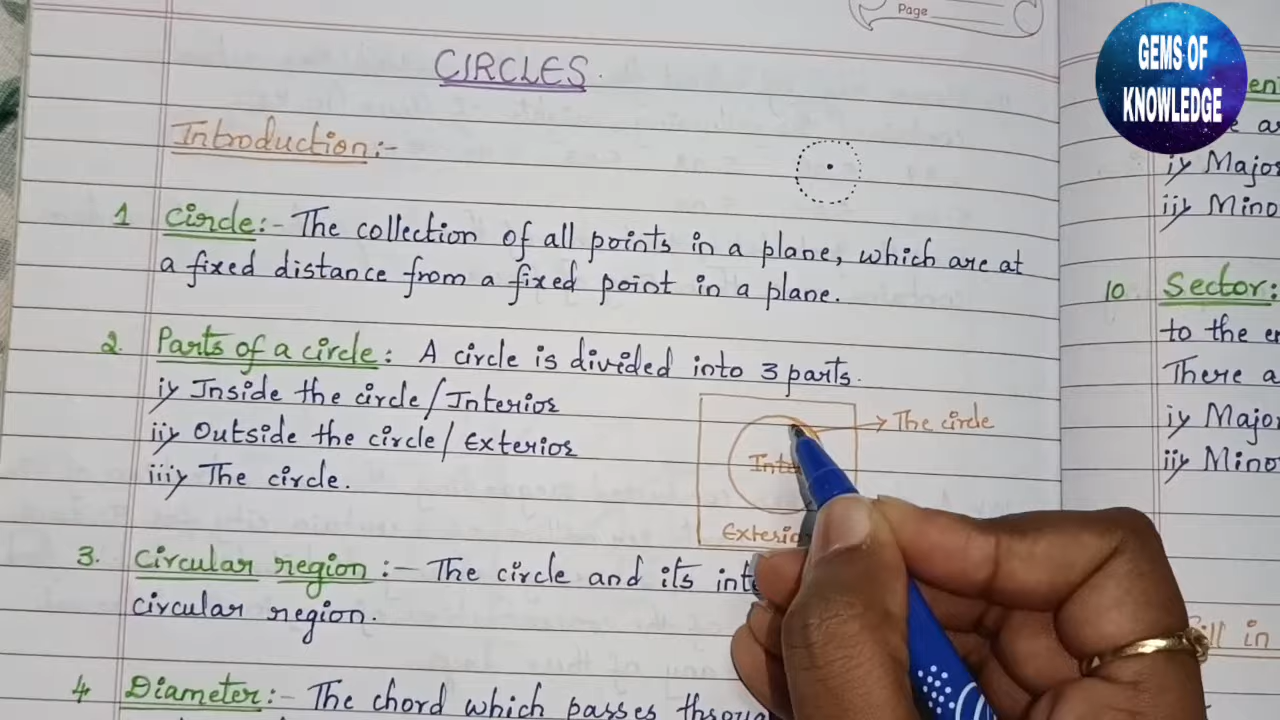 Page
GEMS OF
KNOWLEDGE
CIRCLES.
Introduction:-
1 Circle:- The collection of all points in a plane, which are at
a fixed distance from a fixed point in a plane.
2. Parts of a circle: A circle is divided into 3 parts.
i) Inside the circle/Interior
ii) Outside the circle/Exterior
iii) The circle.
The circle
3. Circular region :- The circle and its
circular region.
4 Diameter:- The chord which passes
i) Major
ii) Mino
10 Sector:
to the
There a
i) Major
ii) Mino
in